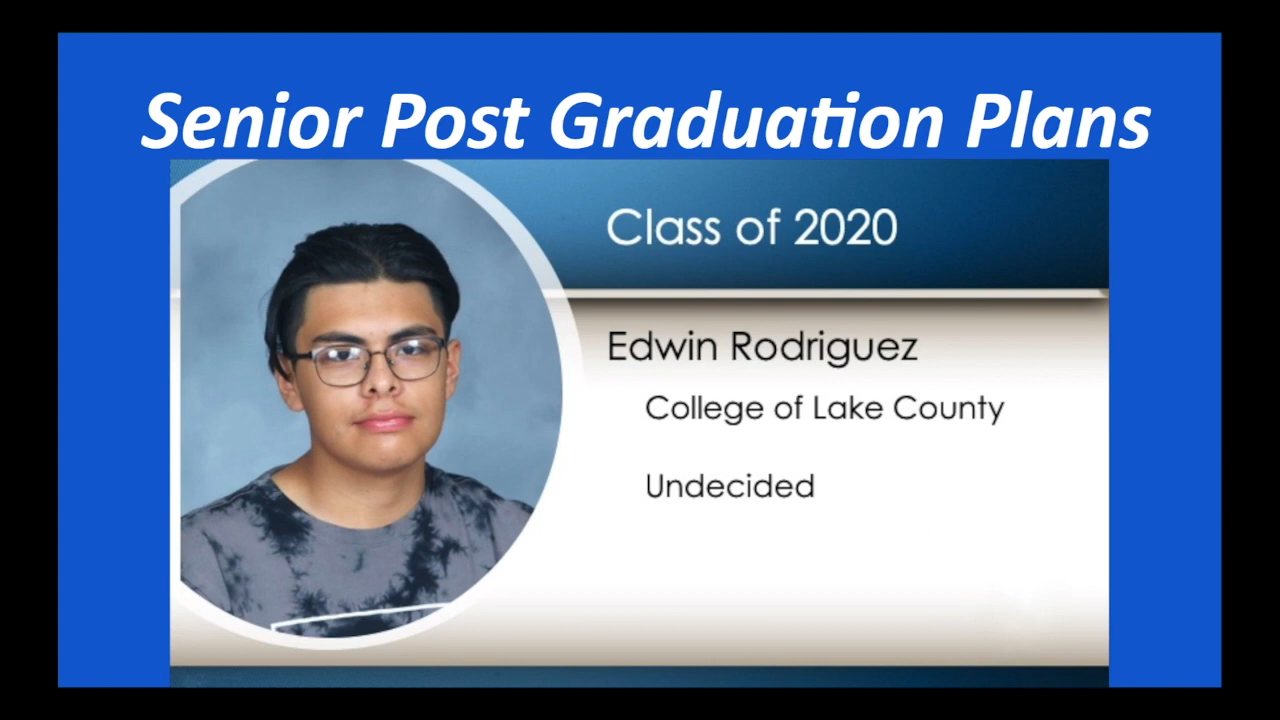 Senior Post Graduation Plans
Class of 2020
Edwin Rodriguez
College of Lake County
Undecided